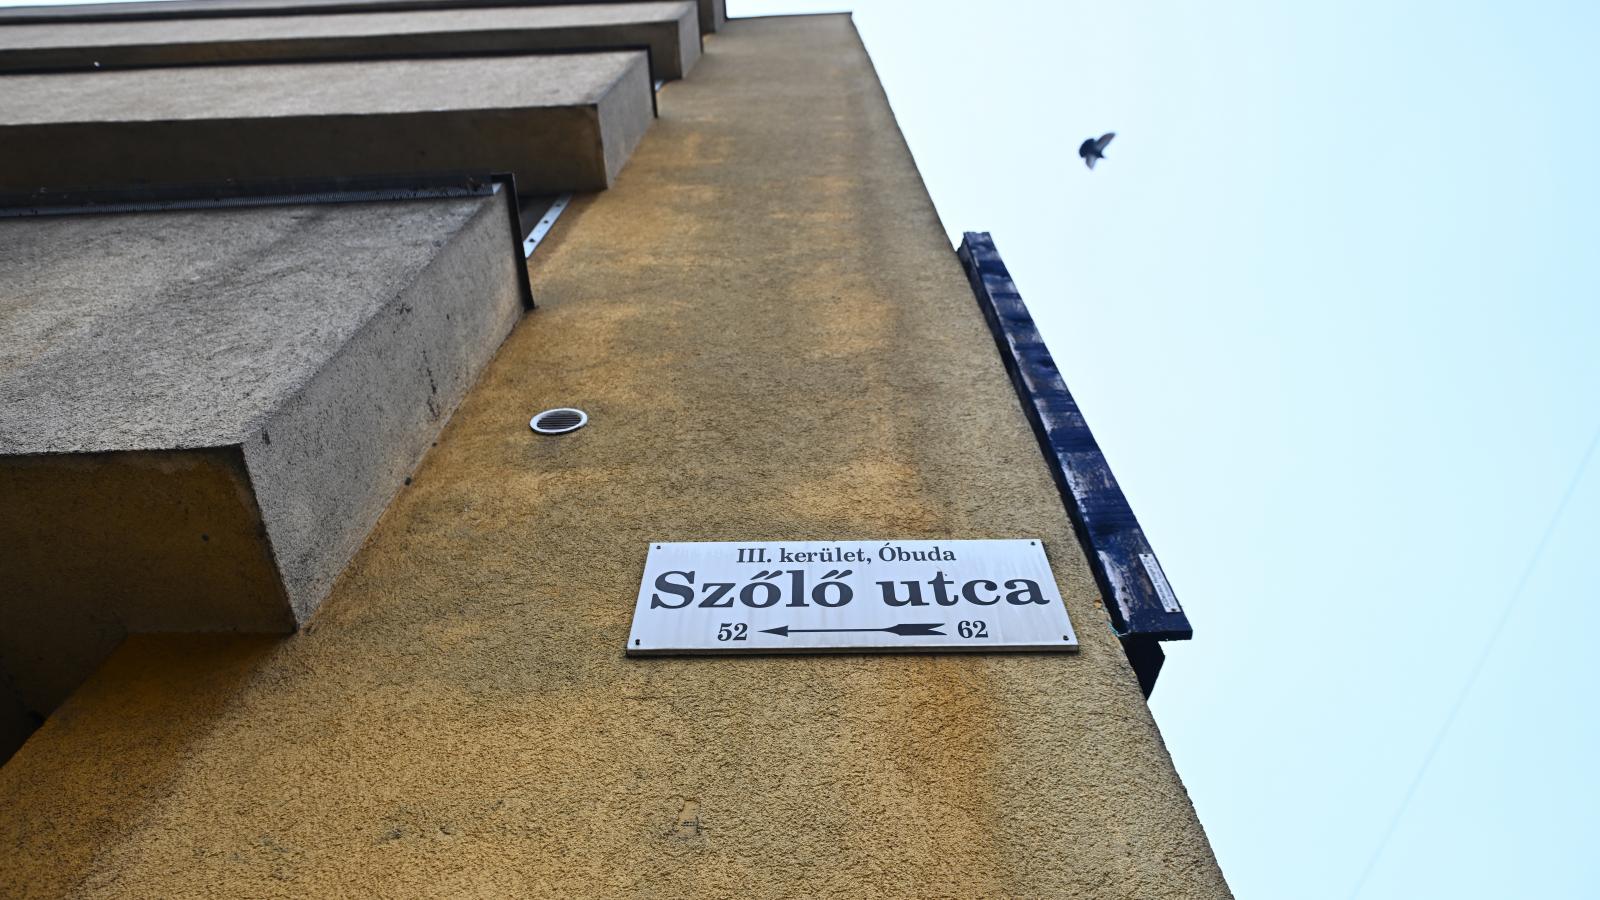 III. kerület, Óbuda
Szőlő utca
52 62